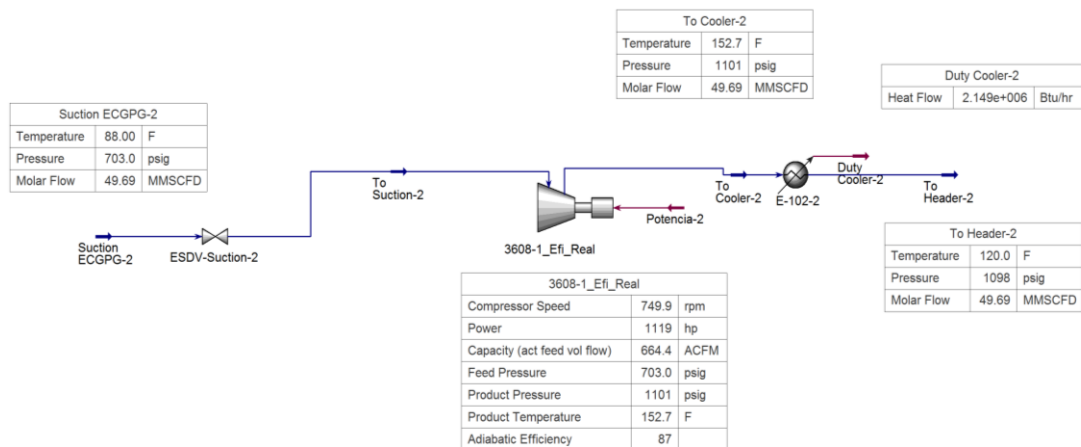 To Cooler-2
Temperature 152.7 F
Pressure 1101 psig
Molar Flow 49.69 MMSCFD
Duty Cooler-2
Heat Flow 2.149e+006 Btu/hr
Suction ECGPG-2
Temperature 88.00 F
Pressure 703.0 psig
Molar Flow 49.69 MMSCFD
Suction
ECGPG-2
ESDV-Suction-2
To
Suction-2
3608-1_Efi_Real
Potencia-2
To
Cooler-2
E-102-2
Duty
Cooler-2
To
Header-2
To Header-2
Temperature 120.0 F
Pressure 1098 psig
Molar Flow 49.69 MMSCFD
3608-1_Efi_Real
Compressor Speed 749.9 rpm
Power 1119 hp
Capacity (act feed vol flow) 664.4 ACFM
Feed Pressure 703.0 psig
Product Pressure 1101 psig
Product Temperature 152.7 F
Adiabatic Efficiency 87